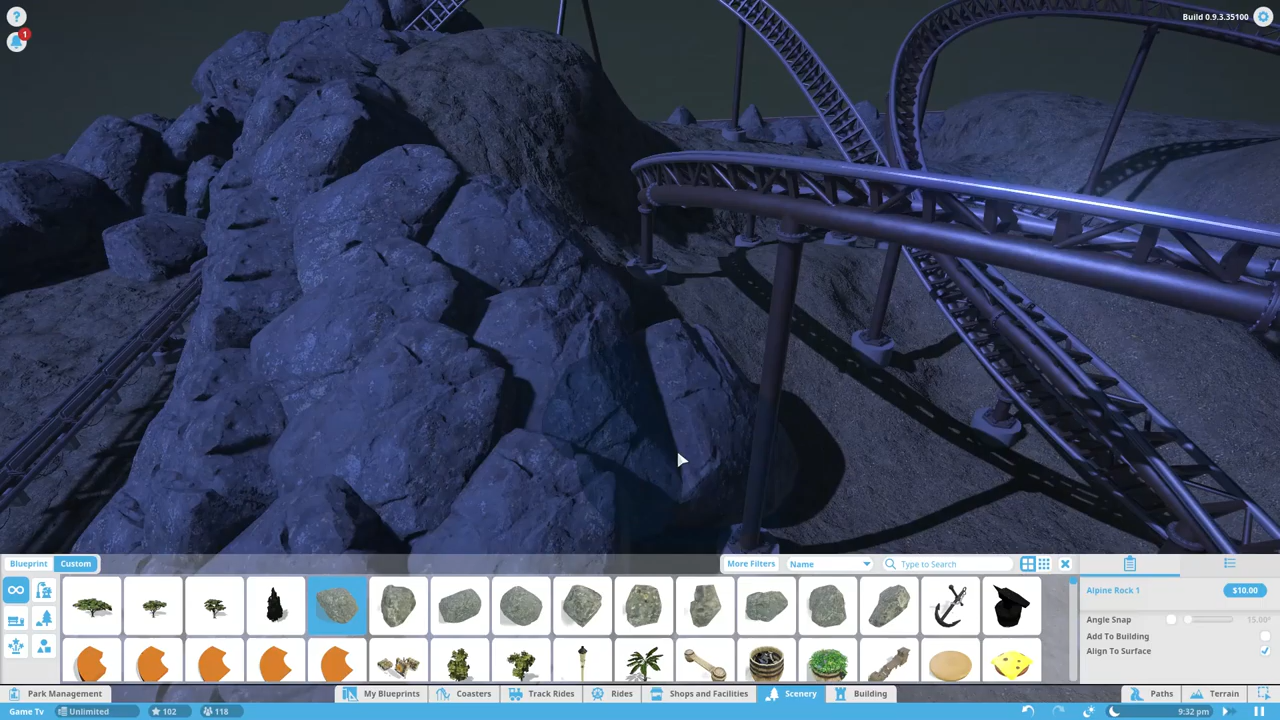 ?
Build 0.9.3.35100
1
Blueprint Custom More Filters Name Type to Search
Alpine Rock 1 $10.00
Angle Snap 15.00°
Add To Building
Align To Surface
Park Management My Blueprints Coasters Track Rides Rides Shops and Facilities Scenery Building Paths Terrain
Game Tv Unlimited 102 118 9:32 pm